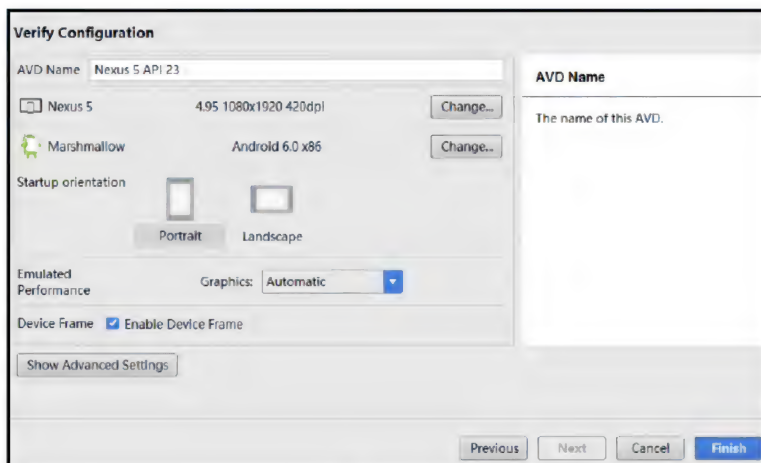 Verify Configuration
AVD Name Nexus 5 API 23
AVD Name
Nexus 5 4.95 1080x1920 420dpi Change...
The name of this AVD.
Marshmallow Android 6.0 x86 Change...
Startup orientation
Portrait Landscape
Emulated
Performance
Graphics: Automatic
Device Frame Enable Device Frame
Show Advanced Settings
Previous Next Cancel Finish